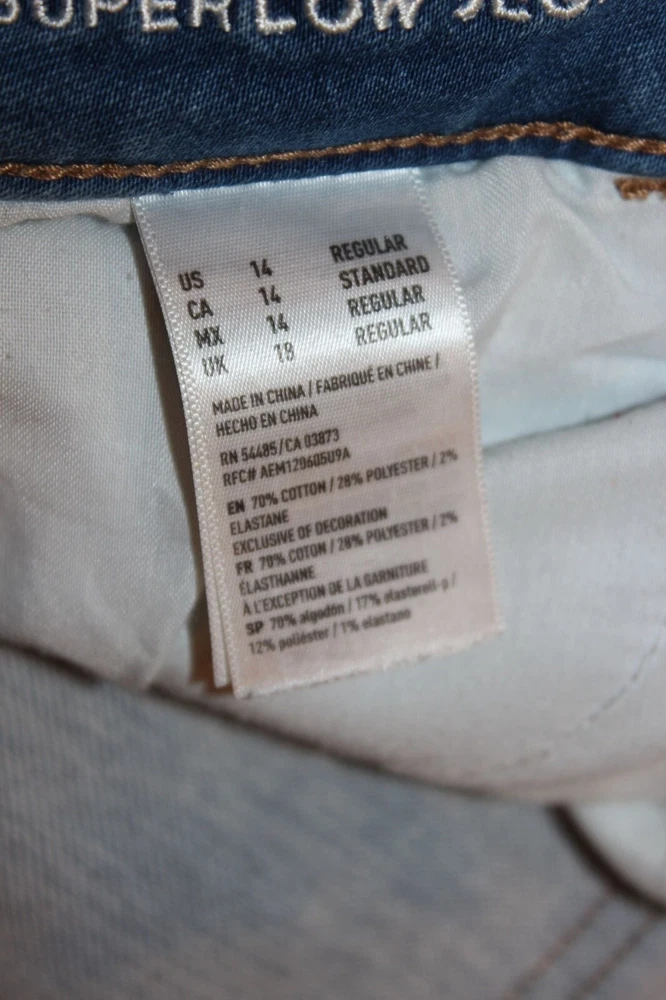 SUPER LOW JEG
US 14 REGULAR
CA 14 STANDARD
MX 14 REGULAR
UK 18 REGULAR
MADE IN CHINA / FABRIQUÉ EN CHINE /
HECHO EN CHINA
RN 54485/CA 03873
RFC# AEM120605U9A
EN 70% COTTON / 28% POLYESTER / 2%
ELASTANE
EXCLUSIVE OF DECORATION
FR 70% COTON / 28% POLYESTER / 2%
ÉLASTHANNE
À L'EXCEPTION DE LA GARNITURE
SP 70% algodón / 17% elastereil-p /
12% poliéster / 1% elastano